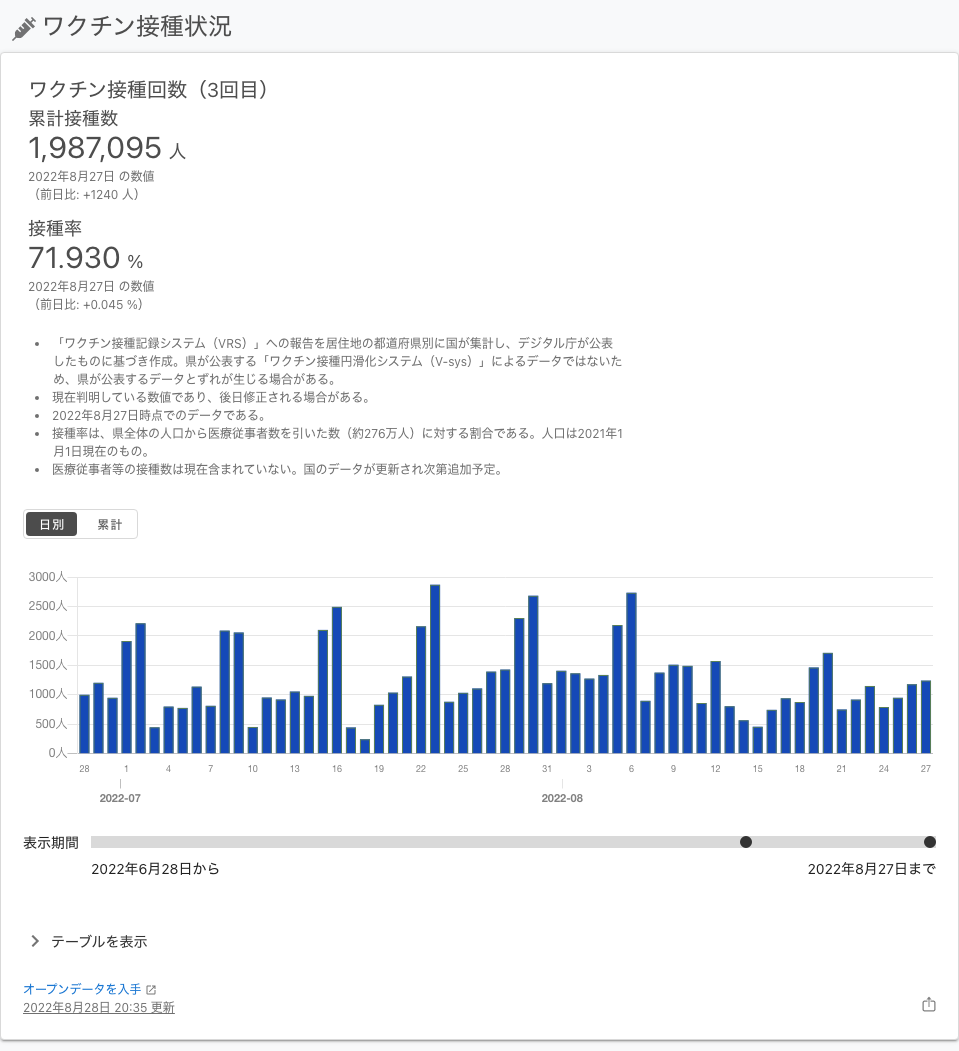 ワクチン接種状況
ワクチン接種回数（3回目）
累計接種数
1,987,095 人
2022年8月27日 の数値
（前日比: +1240 人）
接種率
71.930 %
2022年8月27日 の数値
（前日比: +0.045 %）
• 「ワクチン接種記録システム（VRS）」への報告を居住地の都道府県別に国が集計し、デジタル庁が公表
したものに基づき作成。県が公表する「ワクチン接種円滑化システム（V-sys）」によるデータではないた
め、県が公表するデータとずれが生じる場合がある。
• 現在判明している数値であり、後日修正される場合がある。
• 2022年8月27日時点でのデータである。
• 接種率は、県全体の人口から医療従事者数を引いた数（約276万人）に対する割合である。人口は2021年1
月1日現在のもの。
• 医療従事者等の接種数は現在含まれていない。国のデータが更新され次第追加予定。
日別 累計
3000人
2500人
2000人
1500人
1000人
500人
0人
28 1 4 7 10 13 16 19 22 25 28 31 3 6 9 12 15 18 21 24 27
2022-07 2022-08
表示期間
2022年6月28日から 2022年8月27日まで
テーブルを表示
オープンデータを入手
2022年8月28日 20:35 更新